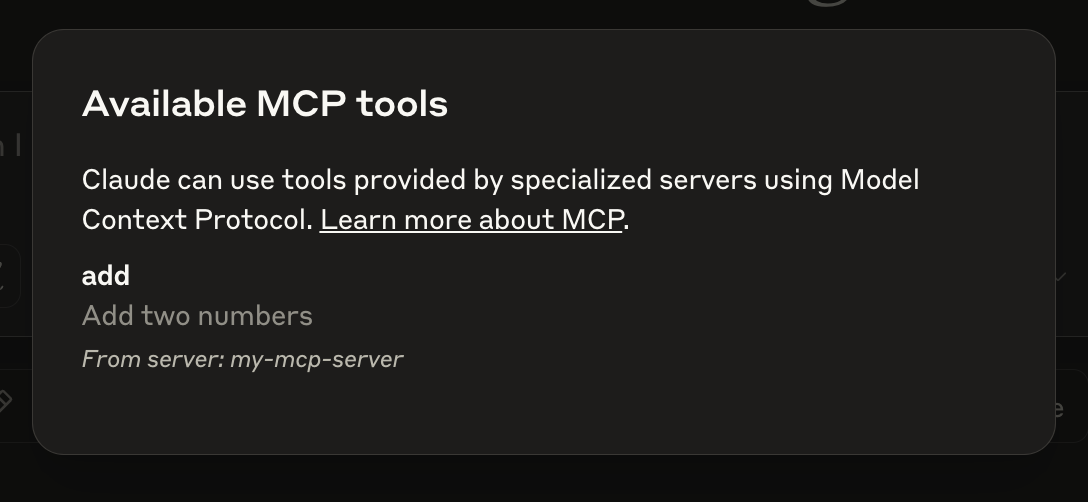 Available MCP tools
Claude can use tools provided by specialized servers using Model
Context Protocol. Learn more about MCP.
add
Add two numbers
From server: my-mcp-server